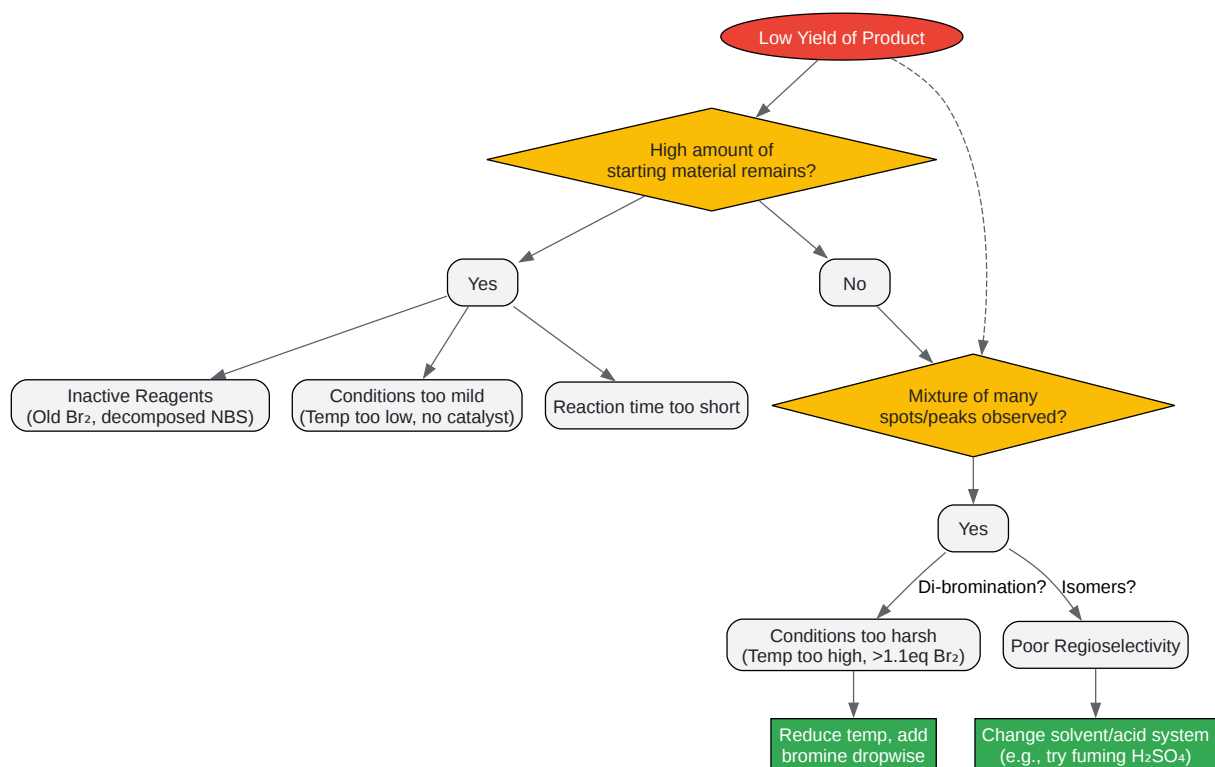 Low Yield of Product
High amount of
starting material remains?
Yes
No
Inactive Reagents
(Old Br₂, decomposed NBS)
Conditions too mild
(Temp too low, no catalyst)
Reaction time too short
Mixture of many
spots/peaks observed?
Yes
Di-bromination?
Isomers?
Conditions too harsh
(Temp too high, >1.1eq Br₂)
Poor Regioselectivity
Reduce temp, add
bromine dropwise
Change solvent/acid system
(e.g., try fuming H₂SO₄)